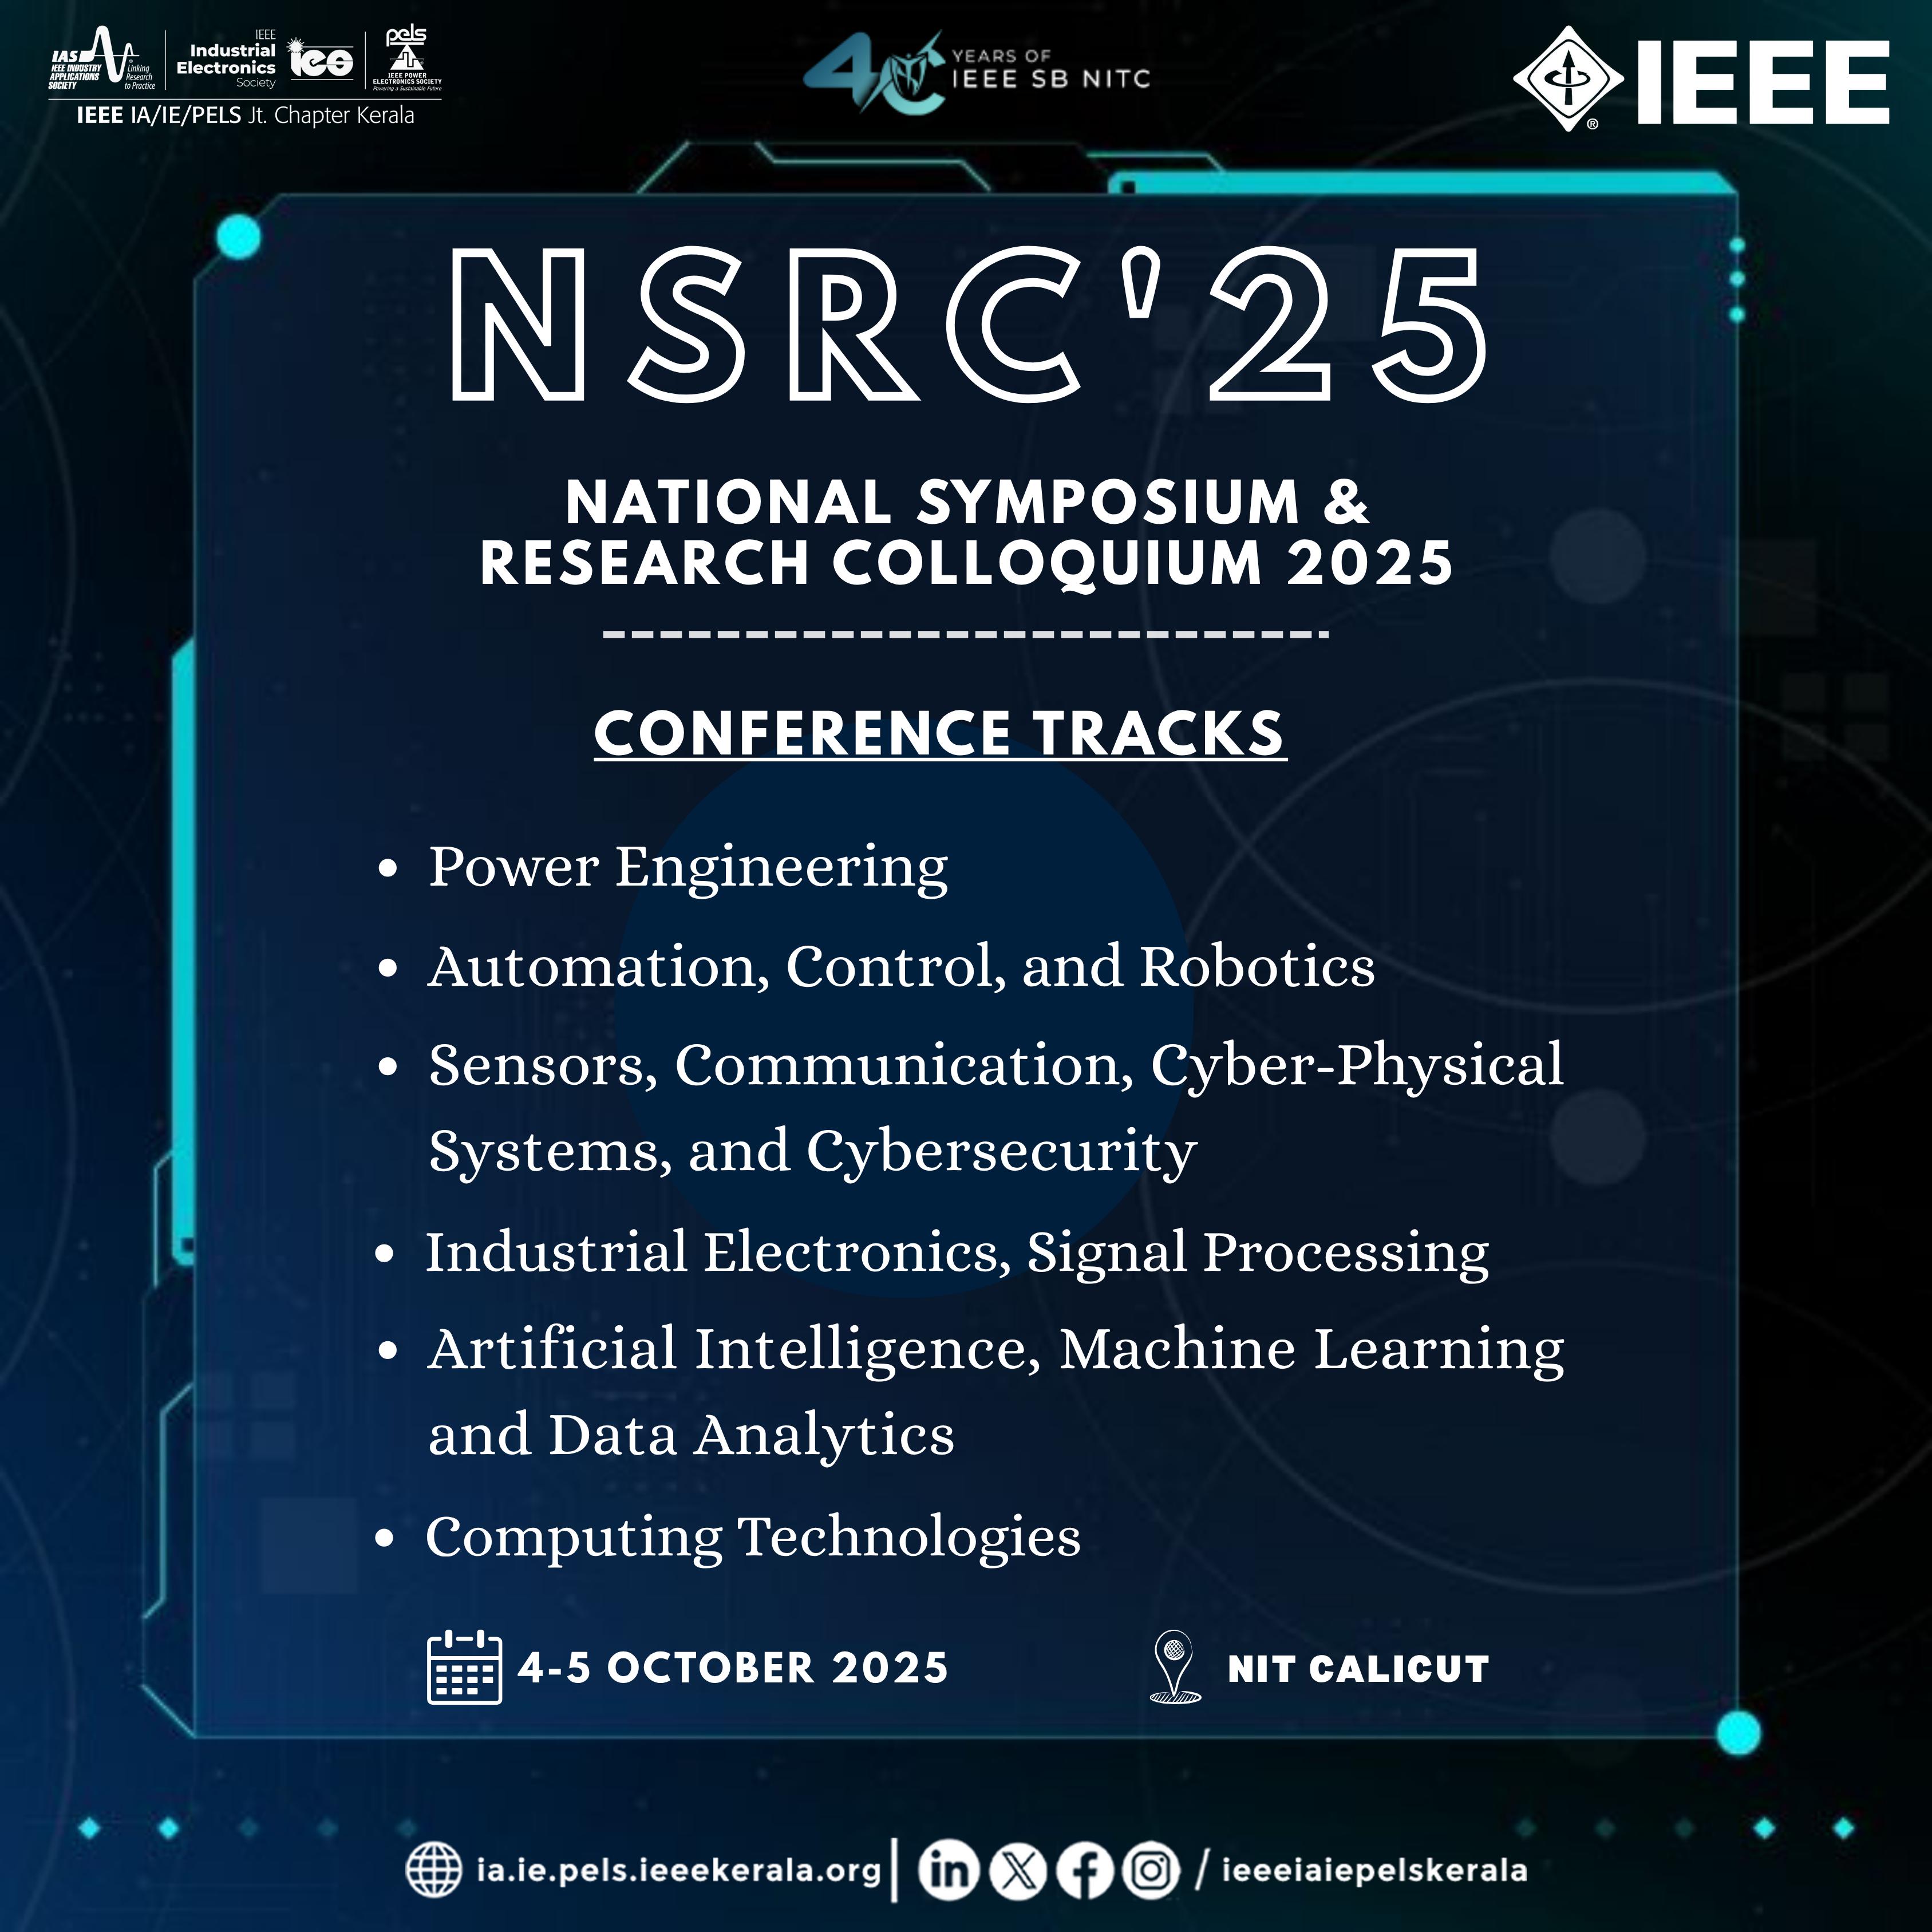 IAS
IEEE INDUSTRY
APPLICATIONS
SOCIETY
Linking
Research
to Practice
IEEE
Industrial
Electronics
Society
ies
pels
IEEE POWER
ELECTRONICS SOCIETY
Powering a Sustainable Future
IEEE IA/IE/PELS Jt. Chapter Kerala
40
YEARS OF
IEEE SB NITC
IEEE
®
NSRC'25
NATIONAL SYMPOSIUM &
RESEARCH COLLOQUIUM 2025
CONFERENCE TRACKS
• Power Engineering
• Automation, Control, and Robotics
• Sensors, Communication, Cyber-Physical
Systems, and Cybersecurity
• Industrial Electronics, Signal Processing
• Artificial Intelligence, Machine Learning
and Data Analytics
• Computing Technologies
4-5 OCTOBER 2025
NIT CALICUT
ia.ie.pels.ieeekerala.org | in X f / ieeeiaiepelskerala